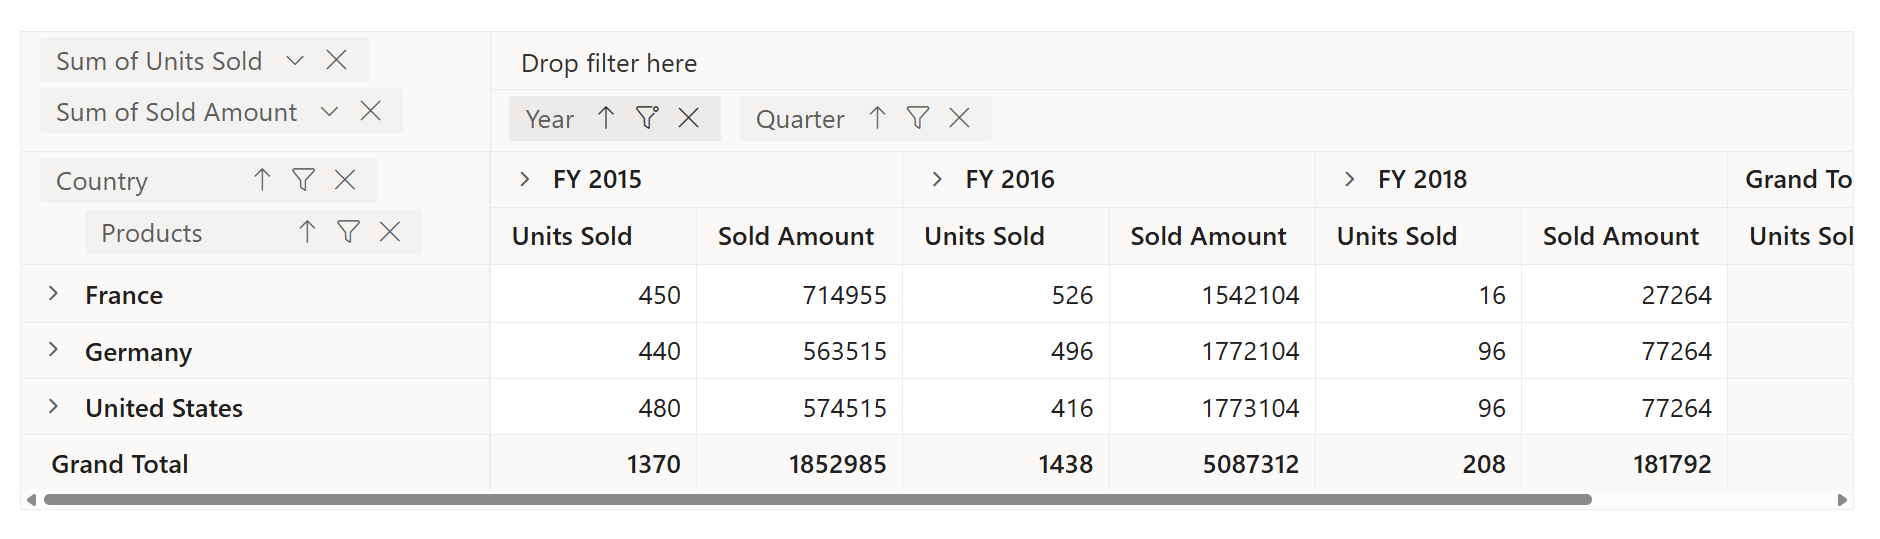 Sum of Units Sold
Drop filter here
Sum of Sold Amount
Year Quarter
Country
FY 2015 FY 2016 FY 2018 Grand To
Products
Units Sold Sold Amount Units Sold Sold Amount Units Sold Sold Amount Units Sol
France 450 714955 526 1542104 16 27264
Germany 440 563515 496 1772104 96 77264
United States 480 574515 416 1773104 96 77264
Grand Total 1370 1852985 1438 5087312 208 181792